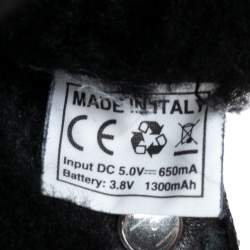 MADE IN ITALY
CE
Input DC 5.0V⎓650mA
Battery: 3.8V 1300mAh